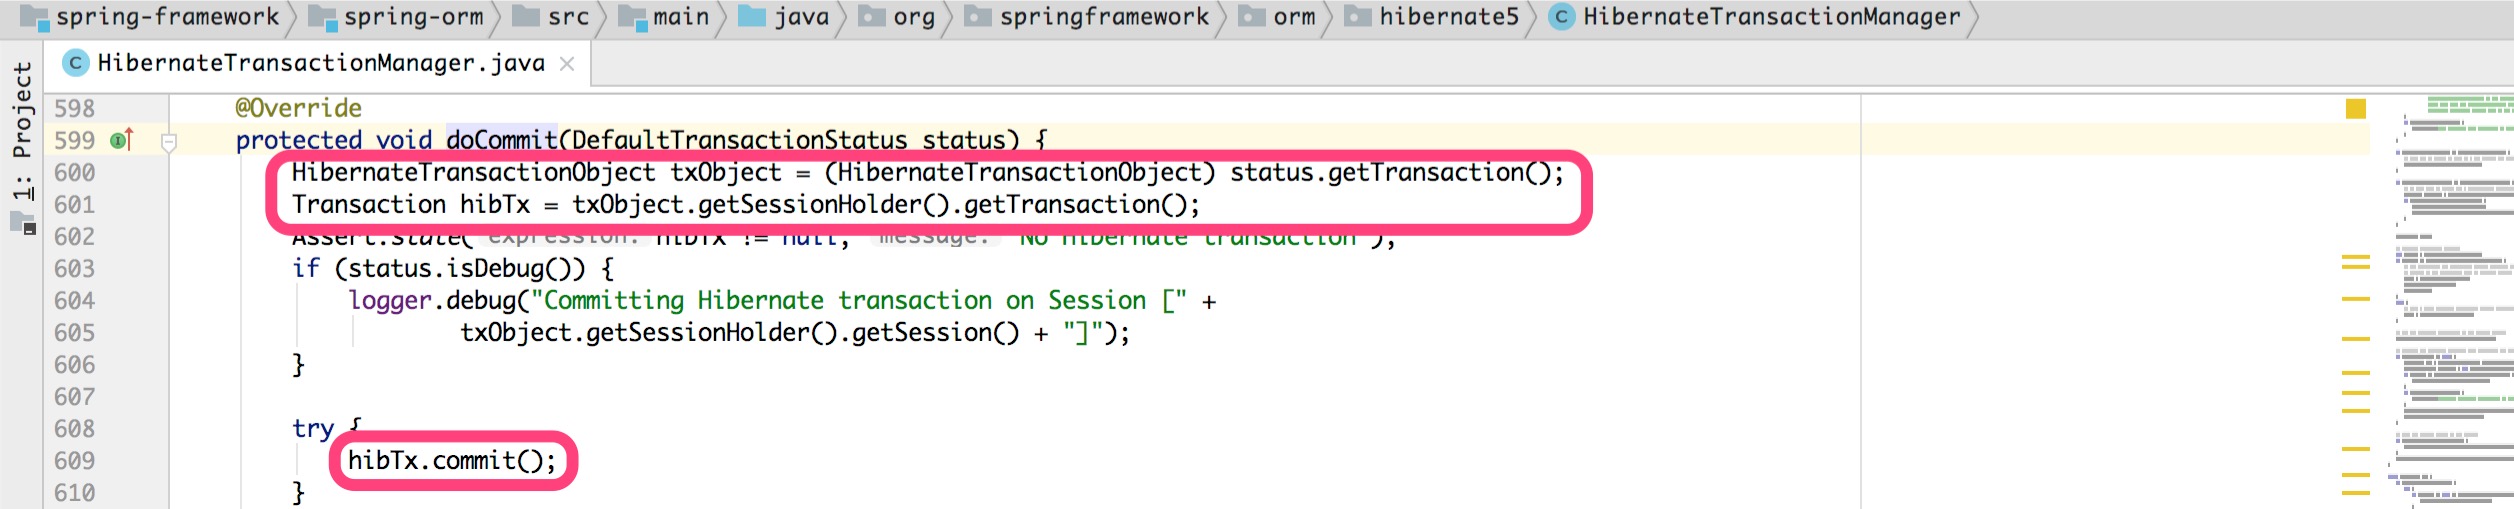 spring-framework spring-orm src main java org springframework orm hibernate5 HibernateTransactionManager
HibernateTransactionManager.java
1: Project
598 @Override
599 protected void doCommit(DefaultTransactionStatus status) {
600 HibernateTransactionObject txObject = (HibernateTransactionObject) status.getTransaction();
601 Transaction hibTx = txObject.getSessionHolder().getTransaction();
602 Assert.state( expression: hibTx != null, message: "No Hibernate transaction");
603 if (status.isDebug()) {
604 logger.debug("Committing Hibernate transaction on Session [" +
605 txObject.getSessionHolder().getSession() + "]");
606 }
607
608 try {
609 hibTx.commit();
610 }